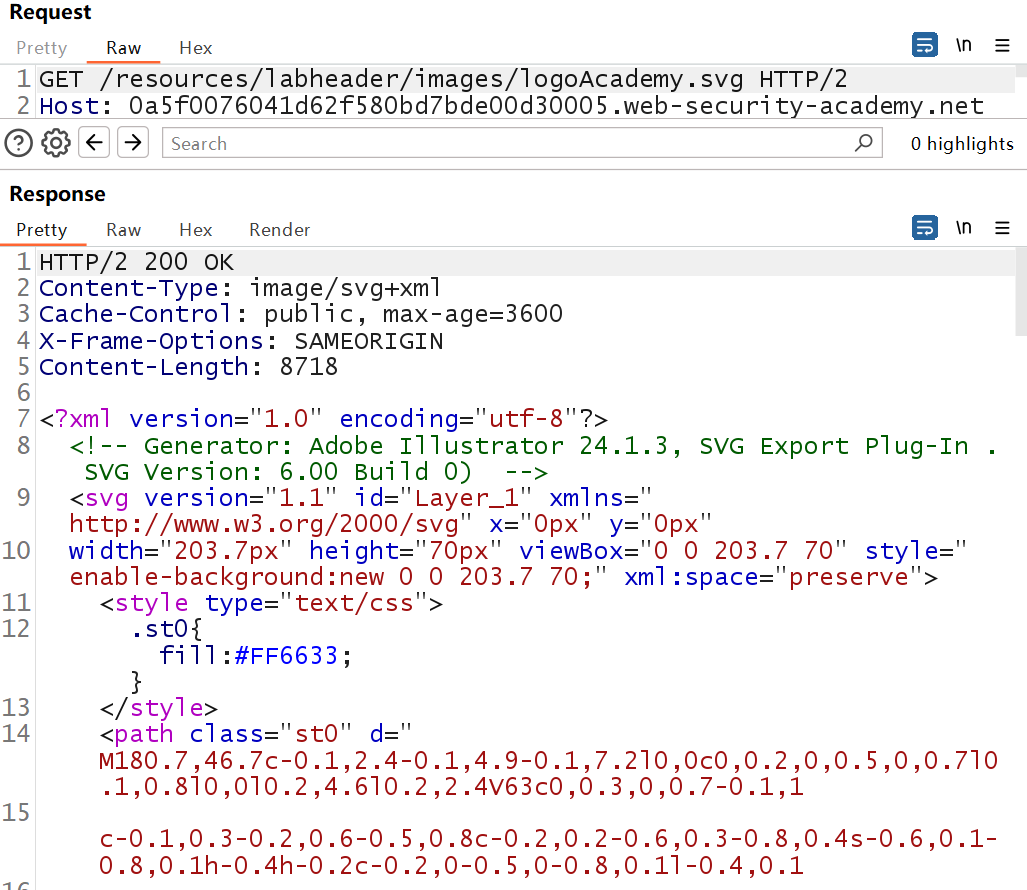 Request
Pretty Raw Hex \n
1 GET /resources/labheader/images/logoAcademy.svg HTTP/2
2 Host: 0a5f0076041d62f580bd7bde00d30005.web-security-academy.net
Search 0 highlights
Response
Pretty Raw Hex Render \n
1 HTTP/2 200 OK
2 Content-Type: image/svg+xml
3 Cache-Control: public, max-age=3600
4 X-Frame-Options: SAMEORIGIN
5 Content-Length: 8718
6
7 <?xml version="1.0" encoding="utf-8"?>
8 <!-- Generator: Adobe Illustrator 24.1.3, SVG Export Plug-In .
SVG Version: 6.00 Build 0)  -->
9 <svg version="1.1" id="Layer_1" xmlns="
http://www.w3.org/2000/svg" x="0px" y="0px"
10 width="203.7px" height="70px" viewBox="0 0 203.7 70" style="
enable-background:new 0 0 203.7 70;" xml:space="preserve">
11 <style type="text/css">
12 .st0{
fill:#FF6633;
}
13 </style>
14 <path class="st0" d="
M180.7,46.7c-0.1,2.4-0.1,4.9-0.1,7.2l0,0c0,0.2,0,0.5,0,0.7l0
.1,0.8l0,0l0.2,4.6l0.2,2.4V63c0,0.3,0,0.7-0.1,1
15
c-0.1,0.3-0.2,0.6-0.5,0.8c-0.2,0.2-0.6,0.3-0.8,0.4s-0.6,0.1-
0.8,0.1h-0.4h-0.2c-0.2,0-0.5,0-0.8,0.1l-0.4,0.1
16